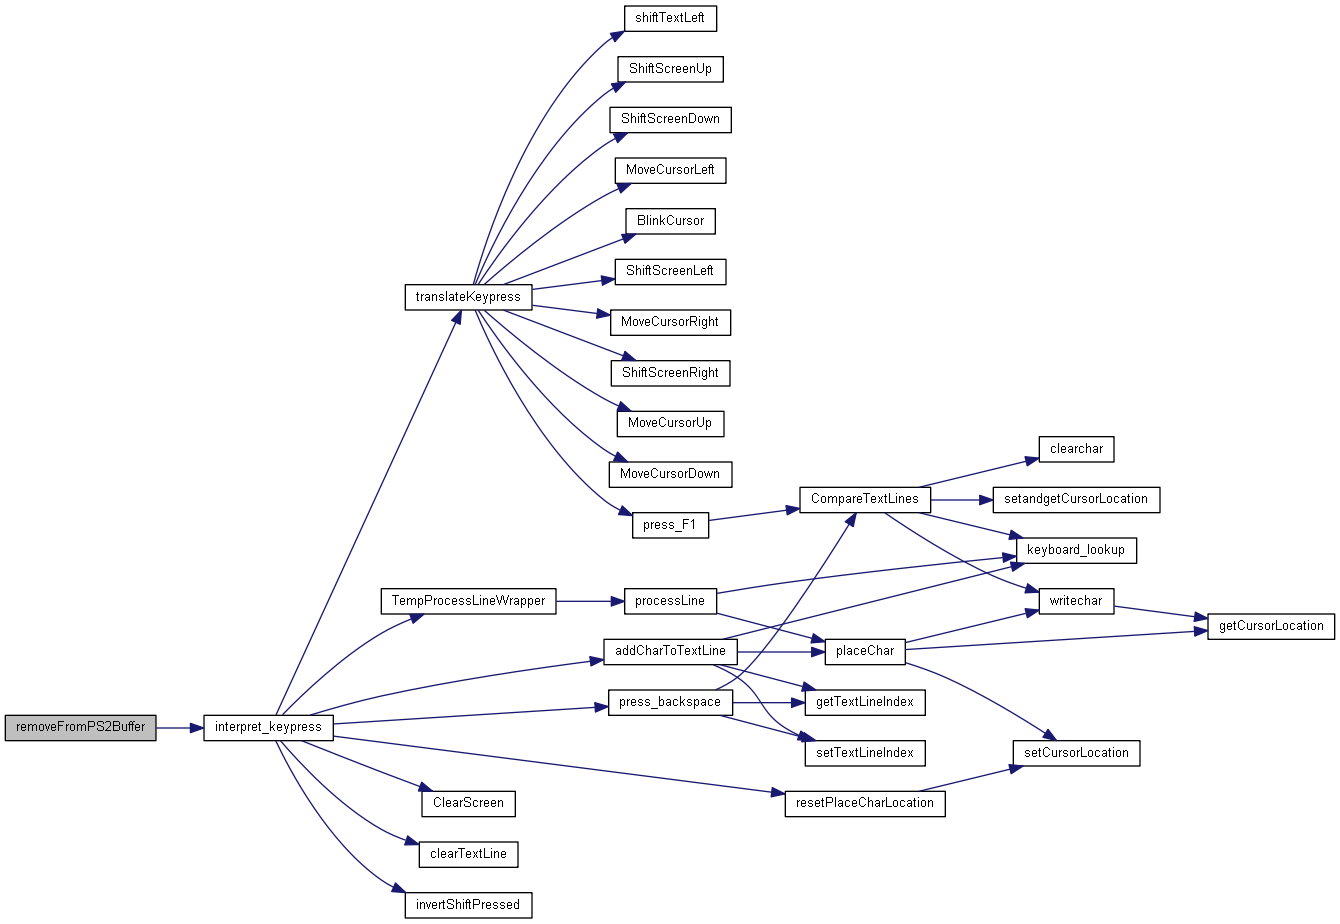 shiftTextLeft
ShiftScreenUp
ShiftScreenDown
MoveCursorLeft
BlinkCursor
ShiftScreenLeft
translateKeypress
MoveCursorRight
ShiftScreenRight
MoveCursorUp
clearchar
MoveCursorDown
CompareTextLines
setandgetCursorLocation
press_F1
keyboard_lookup
TempProcessLineWrapper
processLine
writechar
getCursorLocation
addCharToTextLine
placeChar
press_backspace
getTextLineIndex
removeFromPS2Buffer
interpret_keypress
setTextLineIndex
setCursorLocation
ClearScreen
resetPlaceCharLocation
clearTextLine
invertShiftPressed